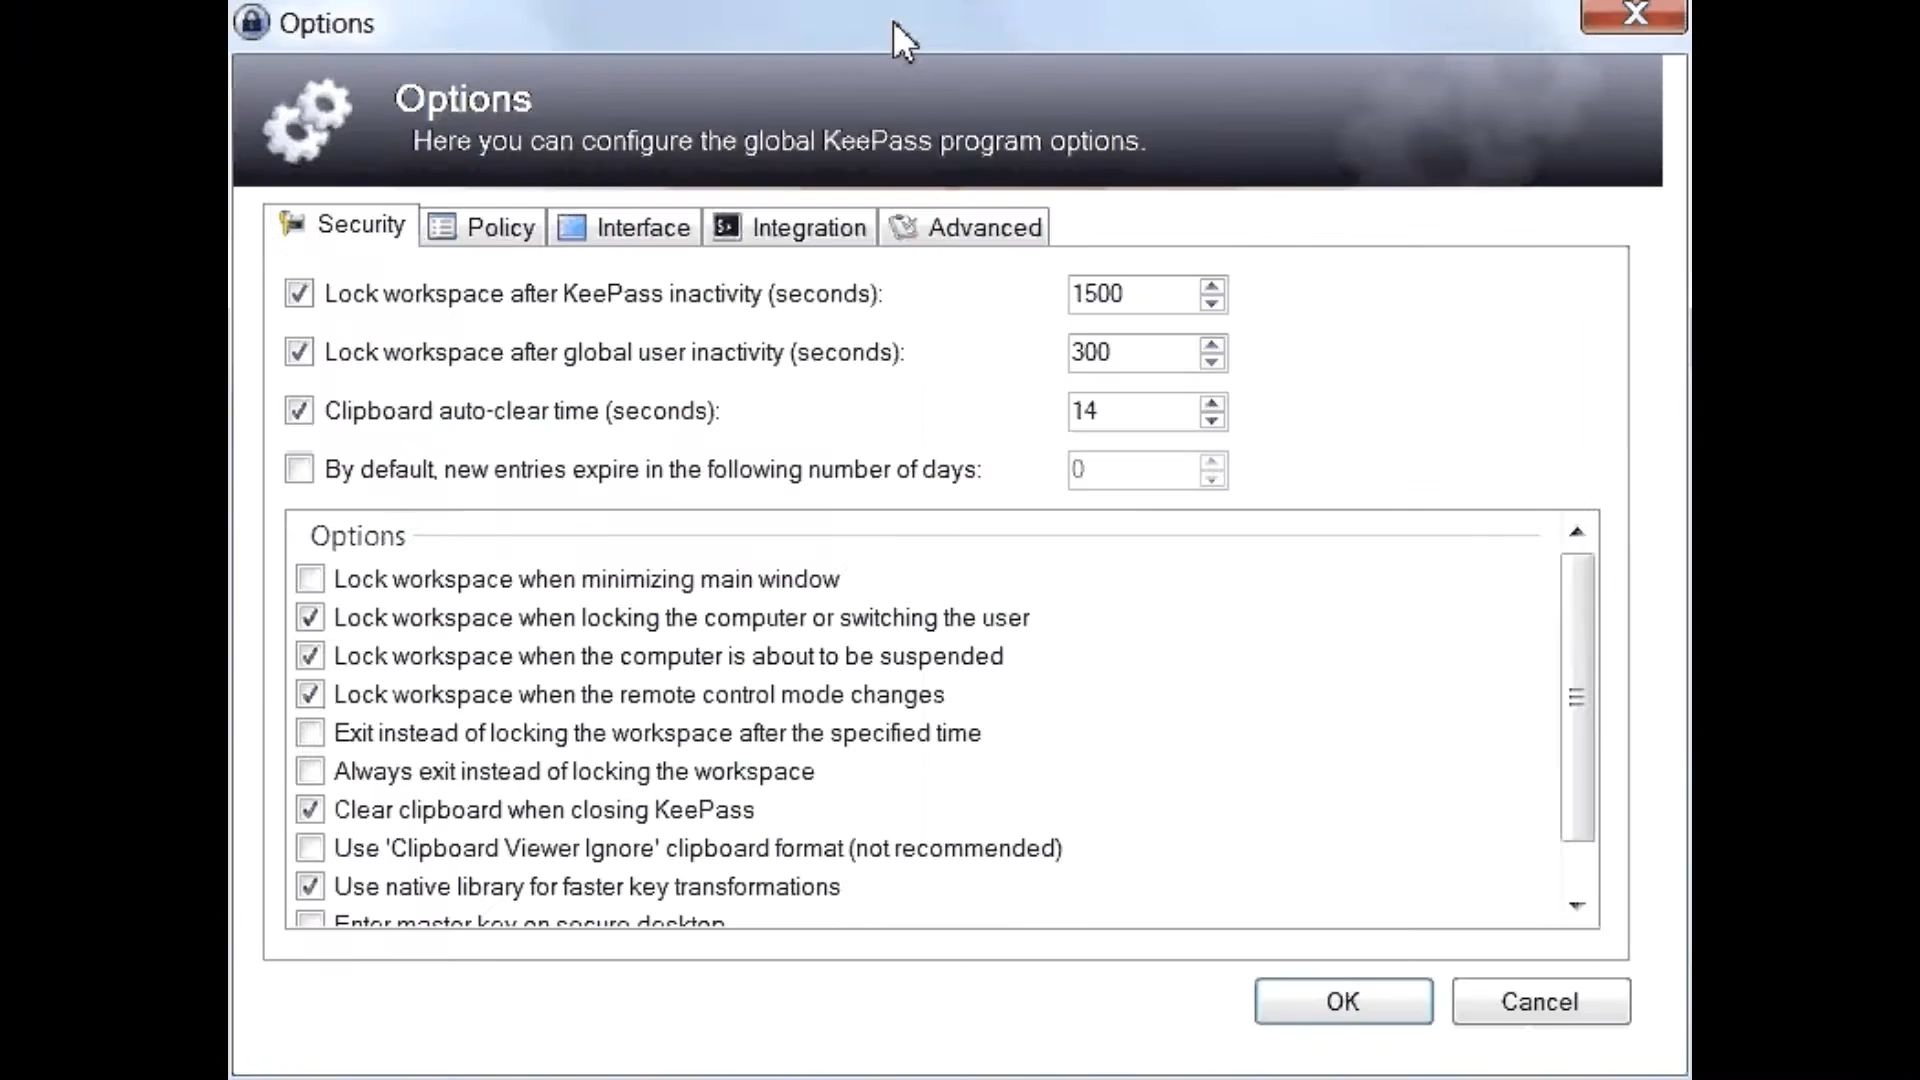 Options
Options
Here you can configure the global KeePass program options.
Security Policy Interface Integration Advanced
Lock workspace after KeePass inactivity (seconds): 1500
Lock workspace after global user inactivity (seconds): 300
Clipboard auto-clear time (seconds): 14
By default, new entries expire in the following number of days: 0
Options
Lock workspace when minimizing main window
Lock workspace when locking the computer or switching the user
Lock workspace when the computer is about to be suspended
Lock workspace when the remote control mode changes
Exit instead of locking the workspace after the specified time
Always exit instead of locking the workspace
Clear clipboard when closing KeePass
Use 'Clipboard Viewer Ignore' clipboard format (not recommended)
Use native library for faster key transformations
Enter master key on secure desktop
OK Cancel